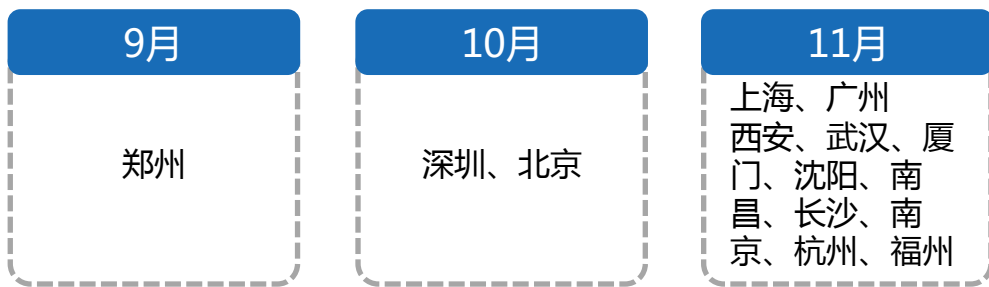 9月
郑州
10月
深圳、北京
11月
上海、广州
西安、武汉、厦
门、沈阳、南
昌、长沙、南
京、杭州、福州